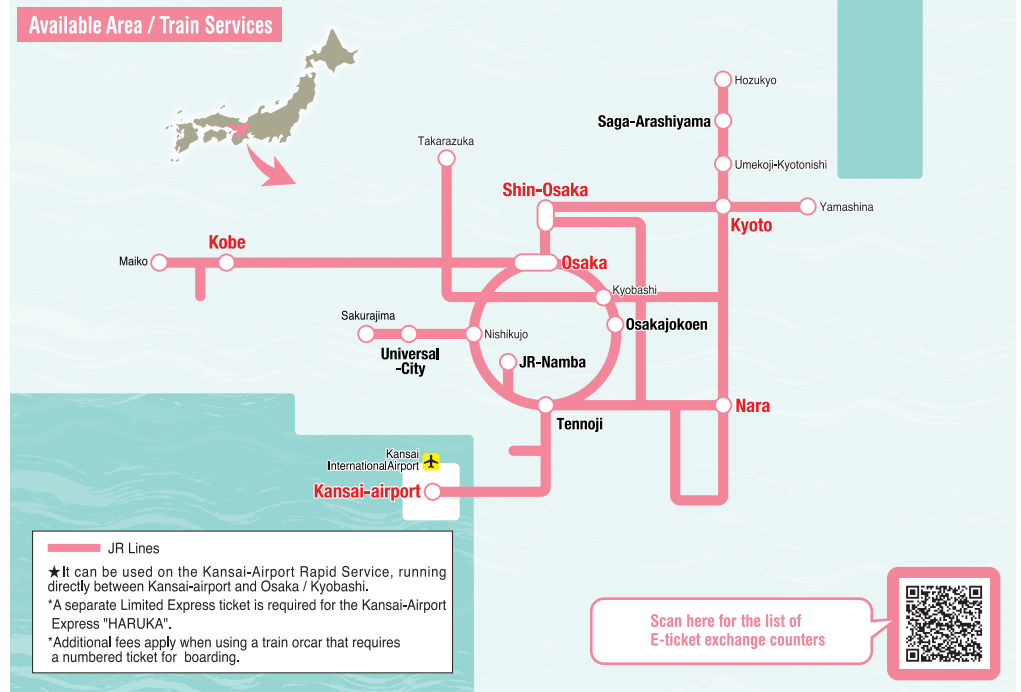 Available Area / Train Services
Hozukyo
Saga-Arashiyama
Takarazuka
Umekoji-Kyotonishi
Shin-Osaka
Yamashina
Kyoto
Kobe
Maiko
Osaka
Kyobashi
Sakurajima
Osakajokoen
Nishikujo
Universal
-City
JR-Namba
Nara
Tennoji
Kansai
InternationalAirport
Kansai-airport
JR Lines
★It can be used on the Kansai-Airport Rapid Service, running
directly between Kansai-airport and Osaka / Kyobashi.
*A separate Limited Express ticket is required for the Kansai-Airport
Express "HARUKA".
*Additional fees apply when using a train orcar that requires
a numbered ticket for boarding.
Scan here for the list of
E-ticket exchange counters